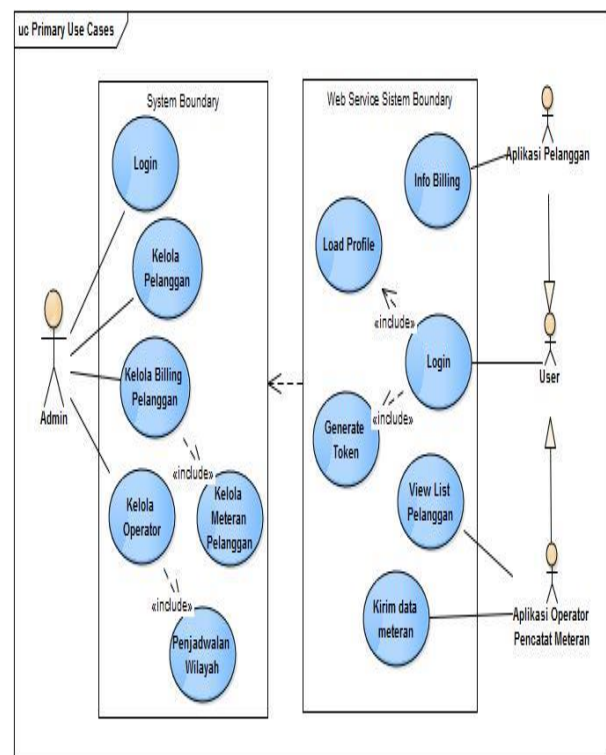 uc Primary Use Cases
System Boundary
Login
Kelola
Pelanggan
Kelola Billing
Pelanggan
«include»
Kelola
Operator
Kelola
Meteran
Pelanggan
«include»
Penjadwalan
Wilayah
Admin
Web Service Sistem Boundary
Info Billing
Load Profile
«include»
Login
«include»
Generate
Token
View List
Pelanggan
Kirim data
meteran
Aplikasi Pelanggan
User
Aplikasi Operator
Pencatat Meteran